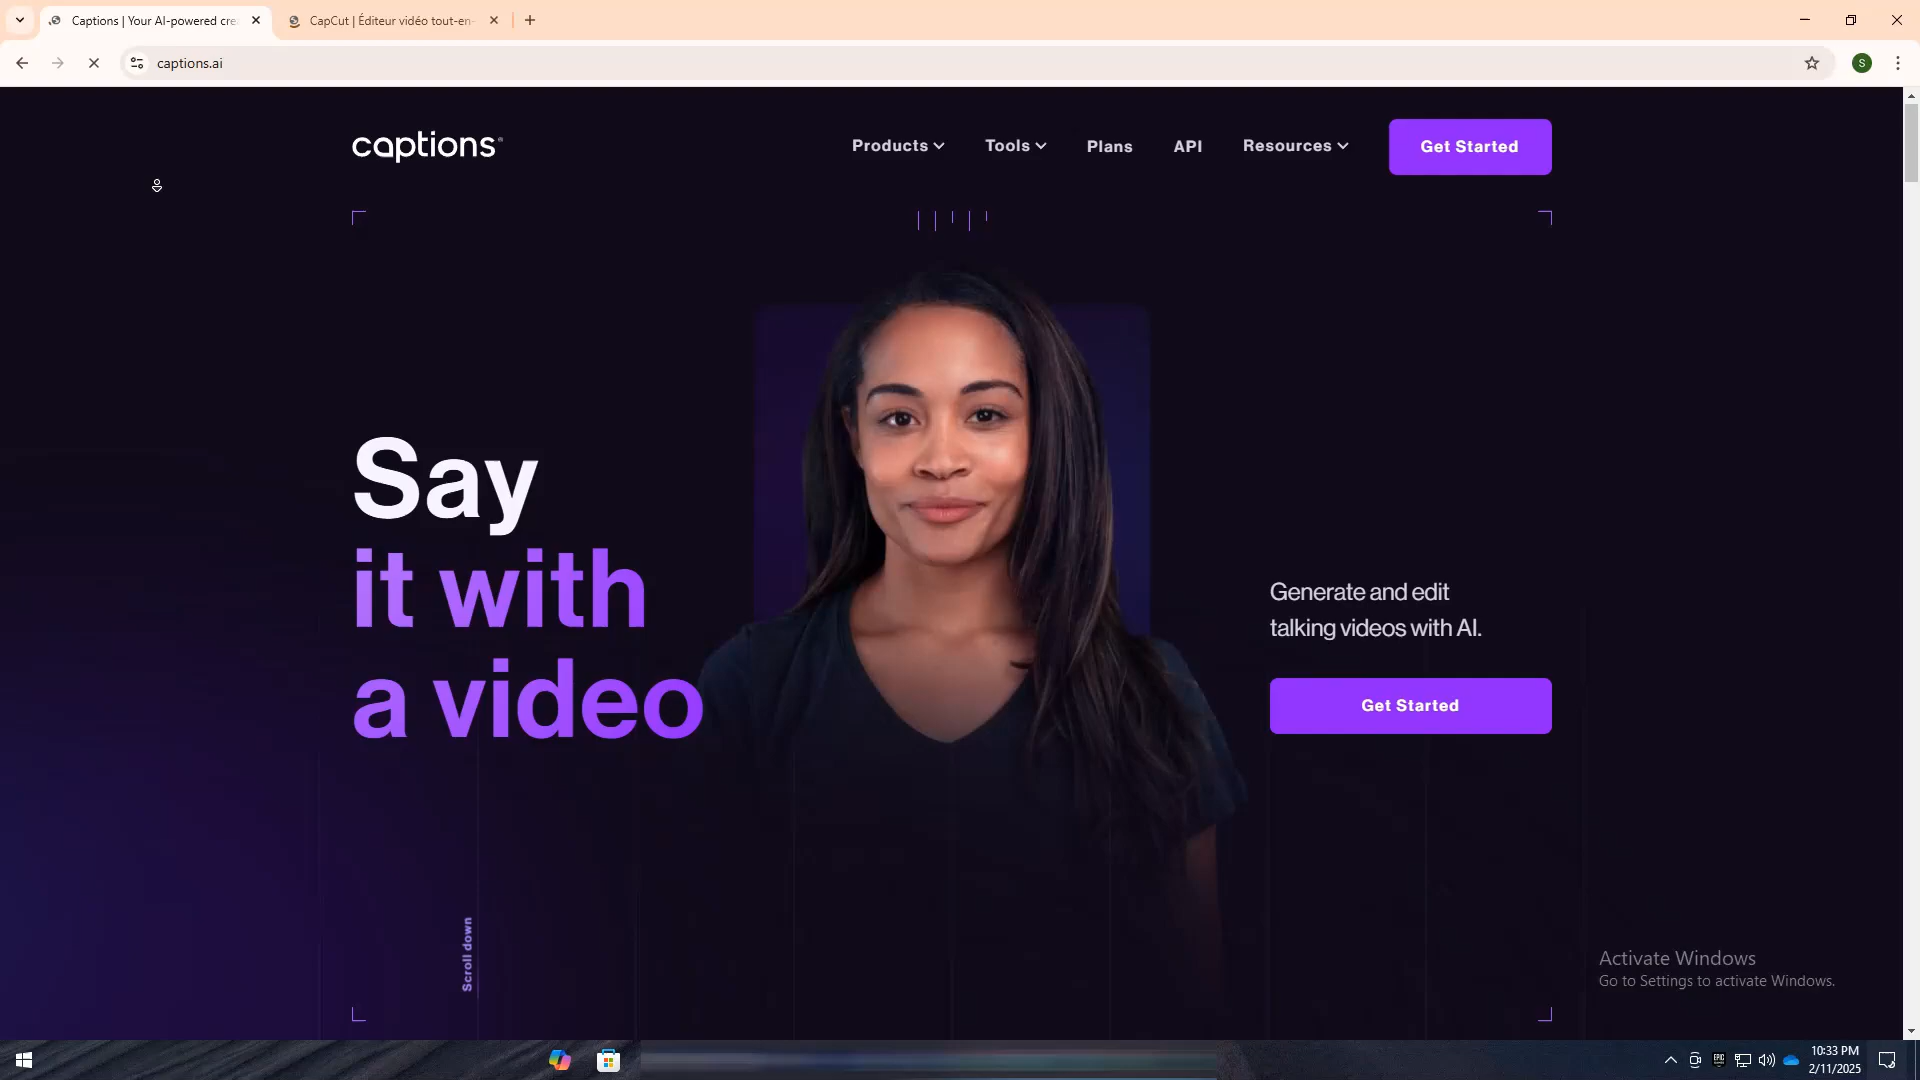 Captions | Your AI-powered cre
CapCut | Éditeur vidéo tout-en-
captions.ai
S
captions
Products
Tools
Plans
API
Resources
Get Started
Say
it with
a video
Generate and edit
talking videos with AI.
Get Started
Scroll down
Activate Windows
Go to Settings to activate Windows.
EPIC
10:33 PM
2/11/2025